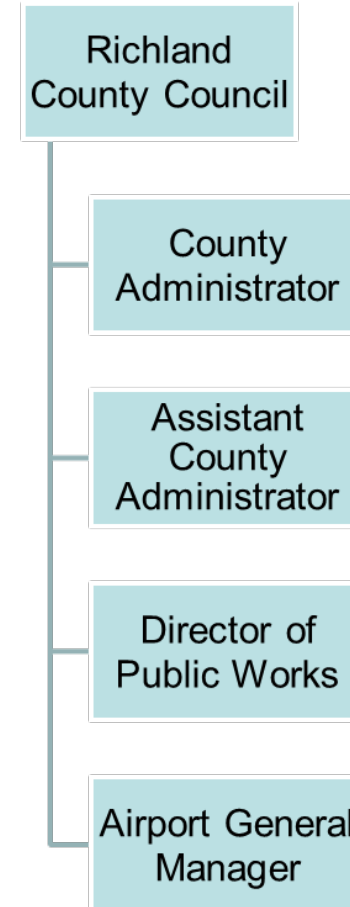 Richland
County Council
County
Administrator
Assistant
County
Administrator
Director of
Public Works
Airport General
Manager